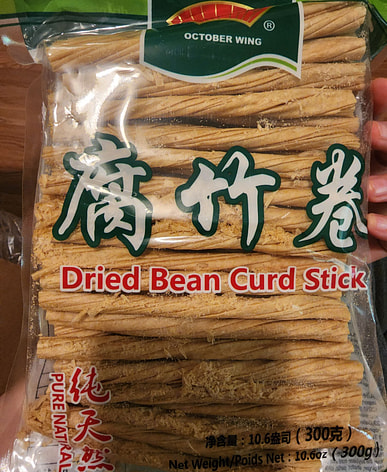 OCTOBER WING ®
腐竹卷
Dried Bean Curd Stick
纯天然
PURE NATURAL
净含量：10.6盎司（300克）
Net Weight/Poids Net：10.6oz（300g）